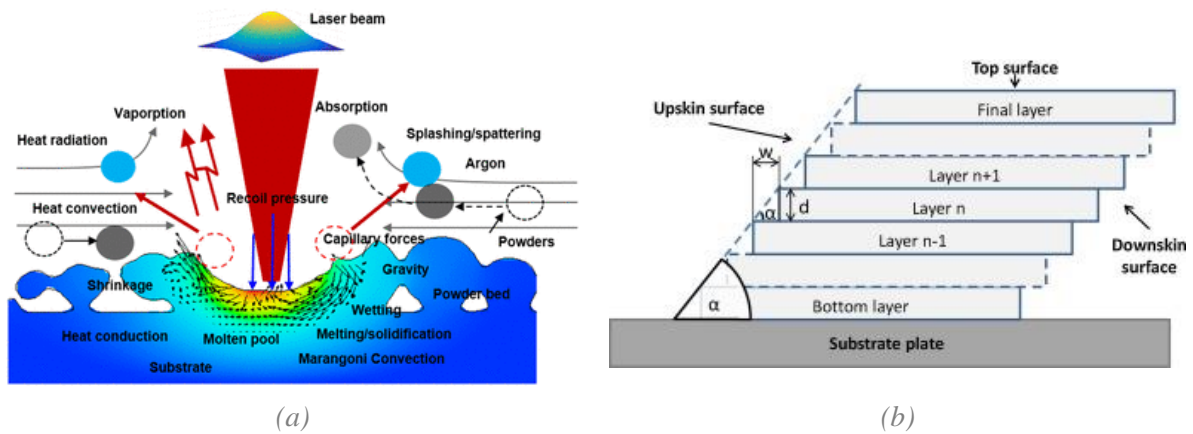 Laser beam
Vaporption
Absorption
Heat radiation
Splashing/spattering
Argon
Recoil pressure
Heat convection
Capillary forces
Powders
Gravity
Shrinkage
Powder bed
Wetting
Heat conduction
Molten pool
Melting/solidification
Marangoni Convection
Substrate
(a)
Top surface
Upskin surface
Final layer
w
Layer n+1
d
Layer n
α
Layer n-1
Downskin
surface
α
Bottom layer
Substrate plate
(b)